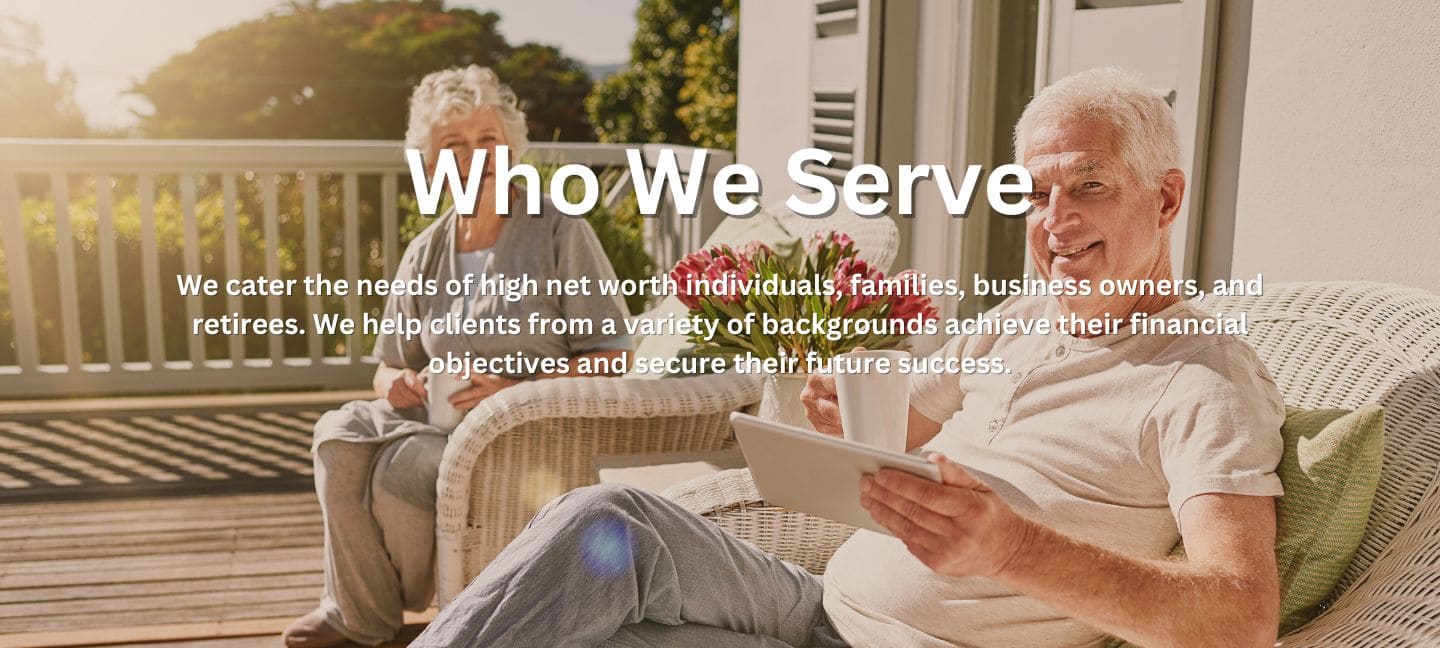 Who We Serve
We cater the needs of high net worth individuals, families, business owners, and
retirees. We help clients from a variety of backgrounds achieve their financial
objectives and secure their future success.